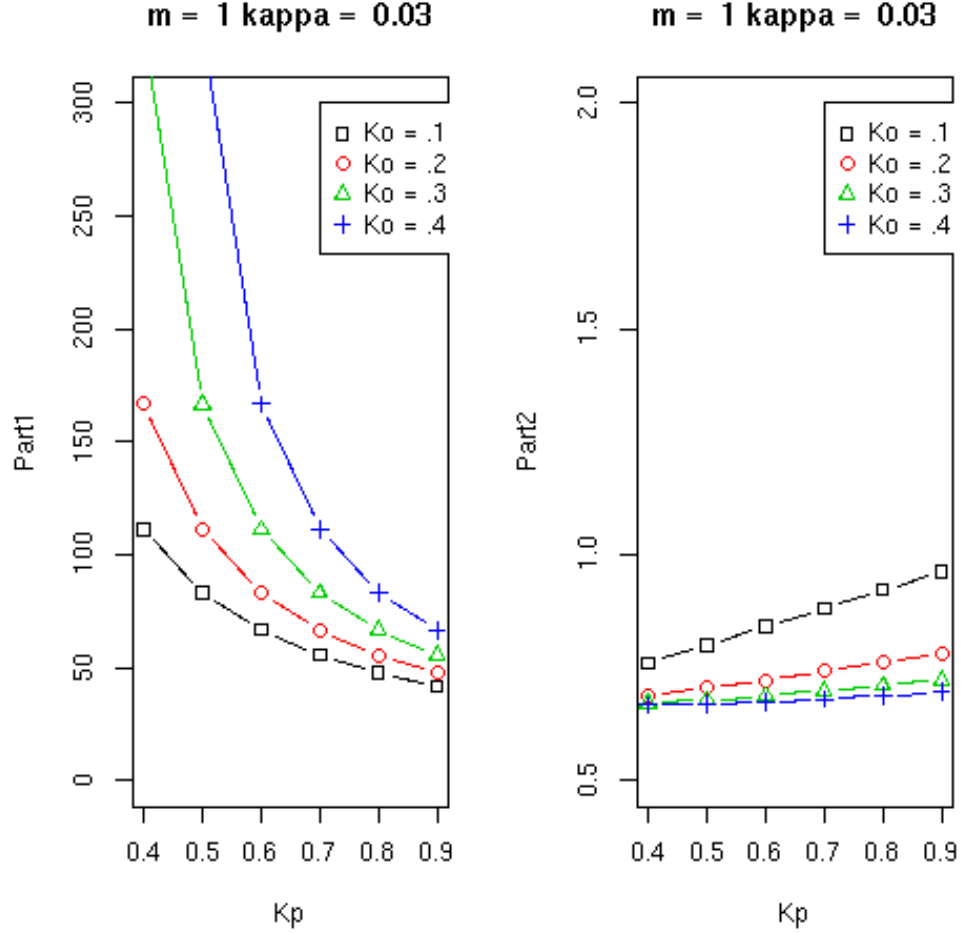 m = 1 kappa = 0.03
Part1
300
250
200
150
100
50
0
Ko = .1
Ko = .2
Ko = .3
Ko = .4
0.4 0.5 0.6 0.7 0.8 0.9
Kp
m = 1 kappa = 0.03
Part2
2.0
1.5
1.0
0.5
Ko = .1
Ko = .2
Ko = .3
Ko = .4
0.4 0.5 0.6 0.7 0.8 0.9
Kp